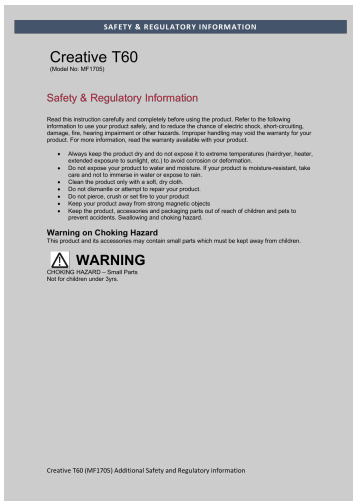 SAFETY & REGULATORY INFORMATION
Creative T60
(Model No: MF1705)
Safety & Regulatory Information
Read this instruction carefully and completely before using the product. Refer to the following
information to use your product safely, and to reduce the chance of electric shock, short-circuiting,
damage, fire, hearing impairment or other hazards. Improper handling may void the warranty for your
product. For more information, read the warranty available with your product.
• Always keep the product dry and do not expose it to extreme temperatures (hairdryer, heater,
extended exposure to sunlight, etc.) to avoid corrosion or deformation.
• Do not expose your product to water and moisture. If your product is moisture-resistant, take
care and not to immerse in water or expose to rain.
• Clean the product only with a soft, dry cloth.
• Do not dismantle or attempt to repair your product.
• Do not pierce, crush or set fire to your product
• Keep your product away from strong magnetic objects
• Keep the product, accessories and packaging parts out of reach of children and pets to
prevent accidents. Swallowing and choking hazard.
Warning on Choking Hazard
This product and its accessories may contain small parts which must be kept away from children.
WARNING
CHOKING HAZARD – Small Parts
Not for children under 3yrs.
Creative T60 (MF1705) Additional Safety and Regulatory information